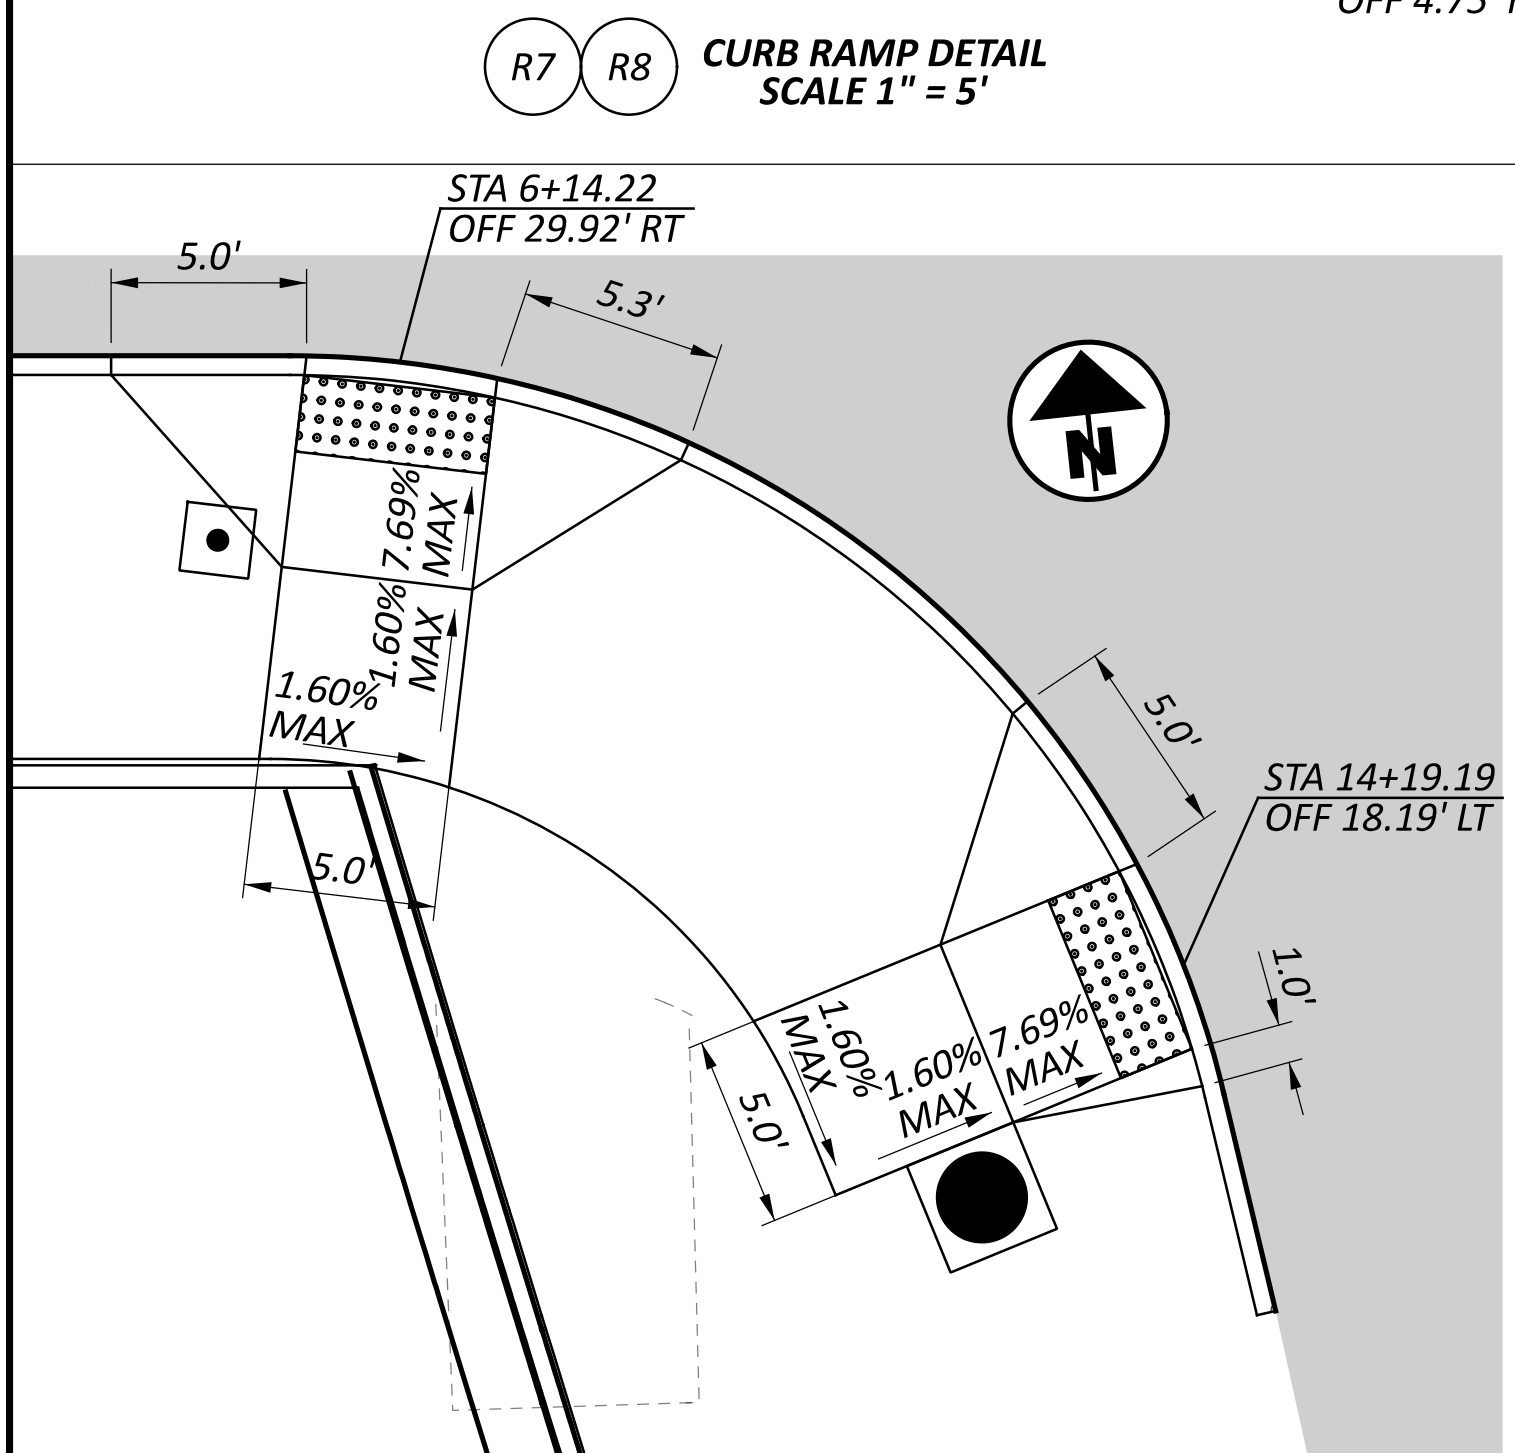 OFF 4.75'
R7 R8 CURB RAMP DETAIL
SCALE 1" = 5'
STA 6+14.22
OFF 29.92' RT
5.0'
5.3'
N
7.69%
MAX
1.60%
MAX
1.60%
MAX
5.0'
5.0'
STA 14+19.19
OFF 18.19' LT
1.0'
1.60%
MAX
1.60%
MAX
7.69%
MAX
5.0'